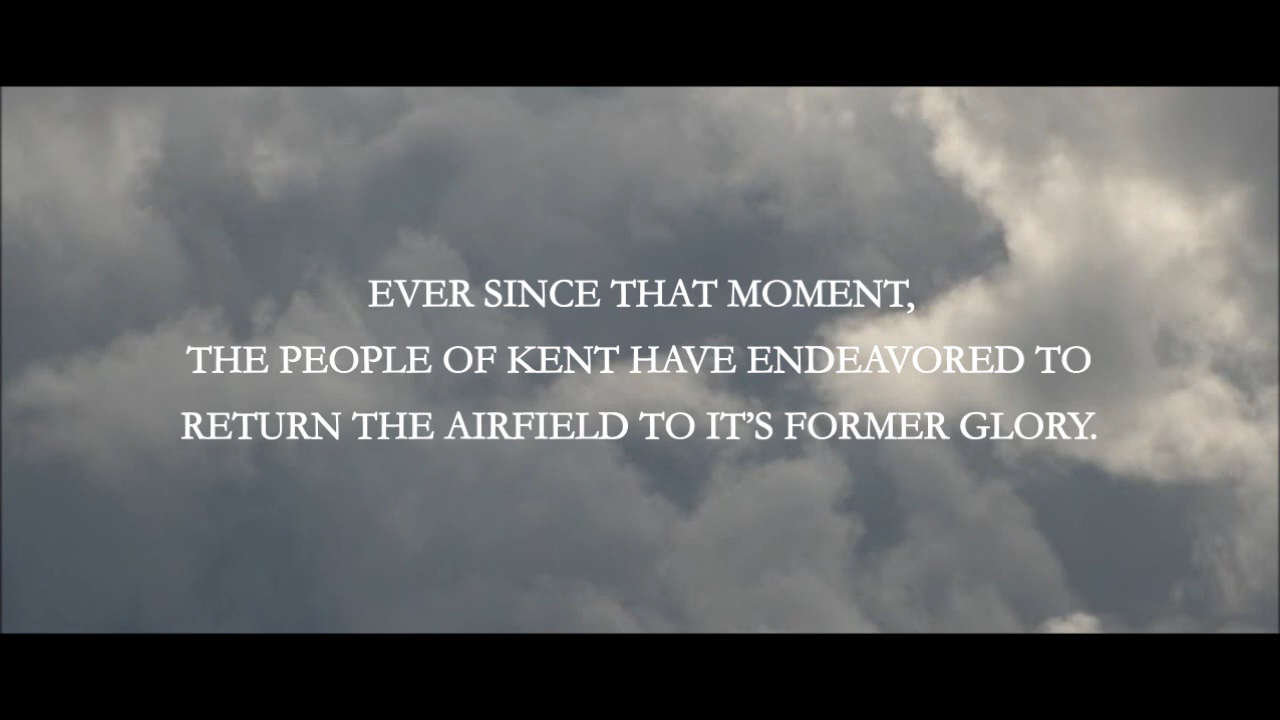 EVER SINCE THAT MOMENT,
THE PEOPLE OF KENT HAVE ENDEAVORED TO
RETURN THE AIRFIELD TO IT’S FORMER GLORY.